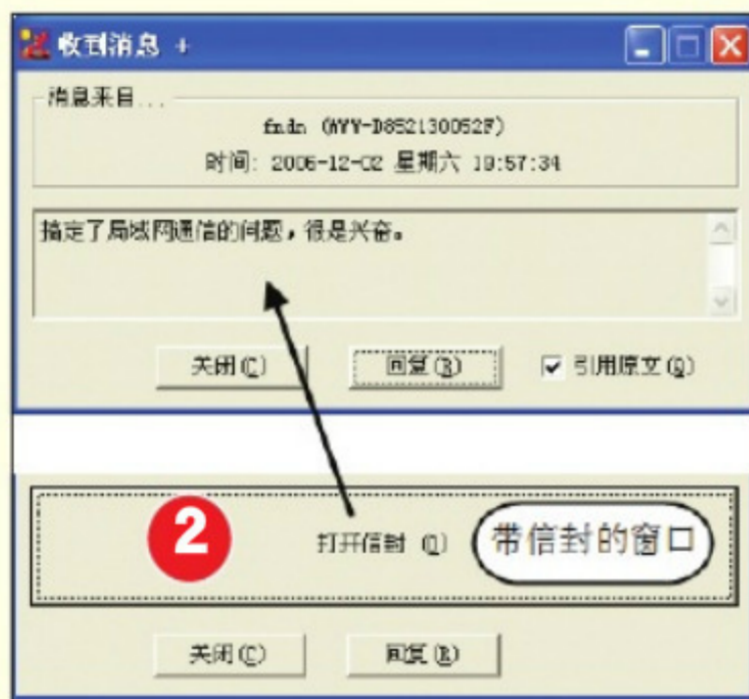 收到消息 +
消息来自...
fndn (WYY-D852130052F)
时间: 2006-12-02 星期六 19:57:34
搞定了局域网通信的问题，很是兴奋。
关闭(C) 回复(R) 引用原文(Q)
2 打开信封 (O) 带信封的窗口
关闭(C) 回复(R)